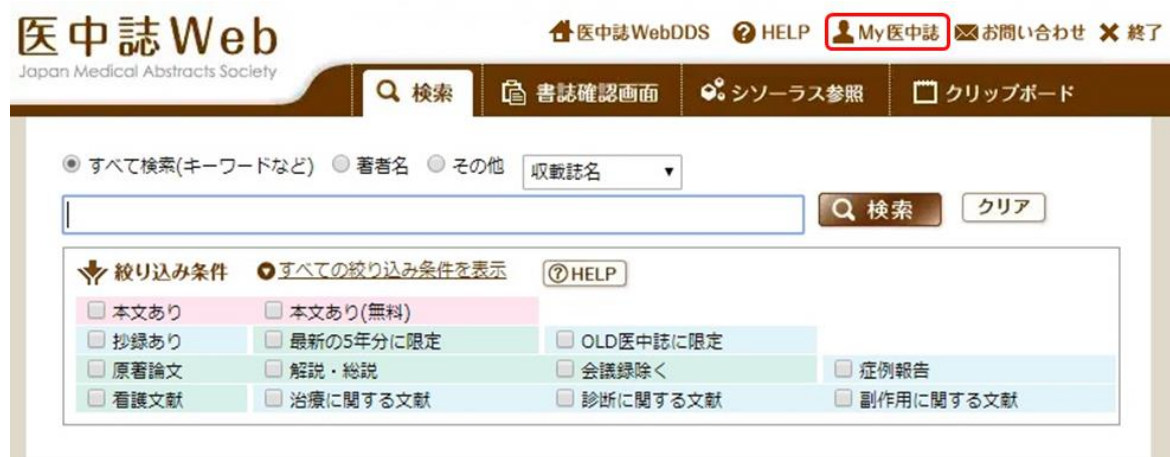 医中誌Web
Japan Medical Abstracts Society
医中誌WebDDS HELP My医中誌 お問い合わせ 終了
検索 書誌確認画面 シソーラス参照 クリップボード
すべて検索(キーワードなど) 著者名 その他 収載誌名
検索 クリア
絞り込み条件 すべての絞り込み条件を表示 HELP
本文あり 本文あり(無料)
抄録あり 最新の5年分に限定 OLD医中誌に限定
原著論文 解説・総説 会議録除く 症例報告
看護文献 治療に関する文献 診断に関する文献 副作用に関する文献